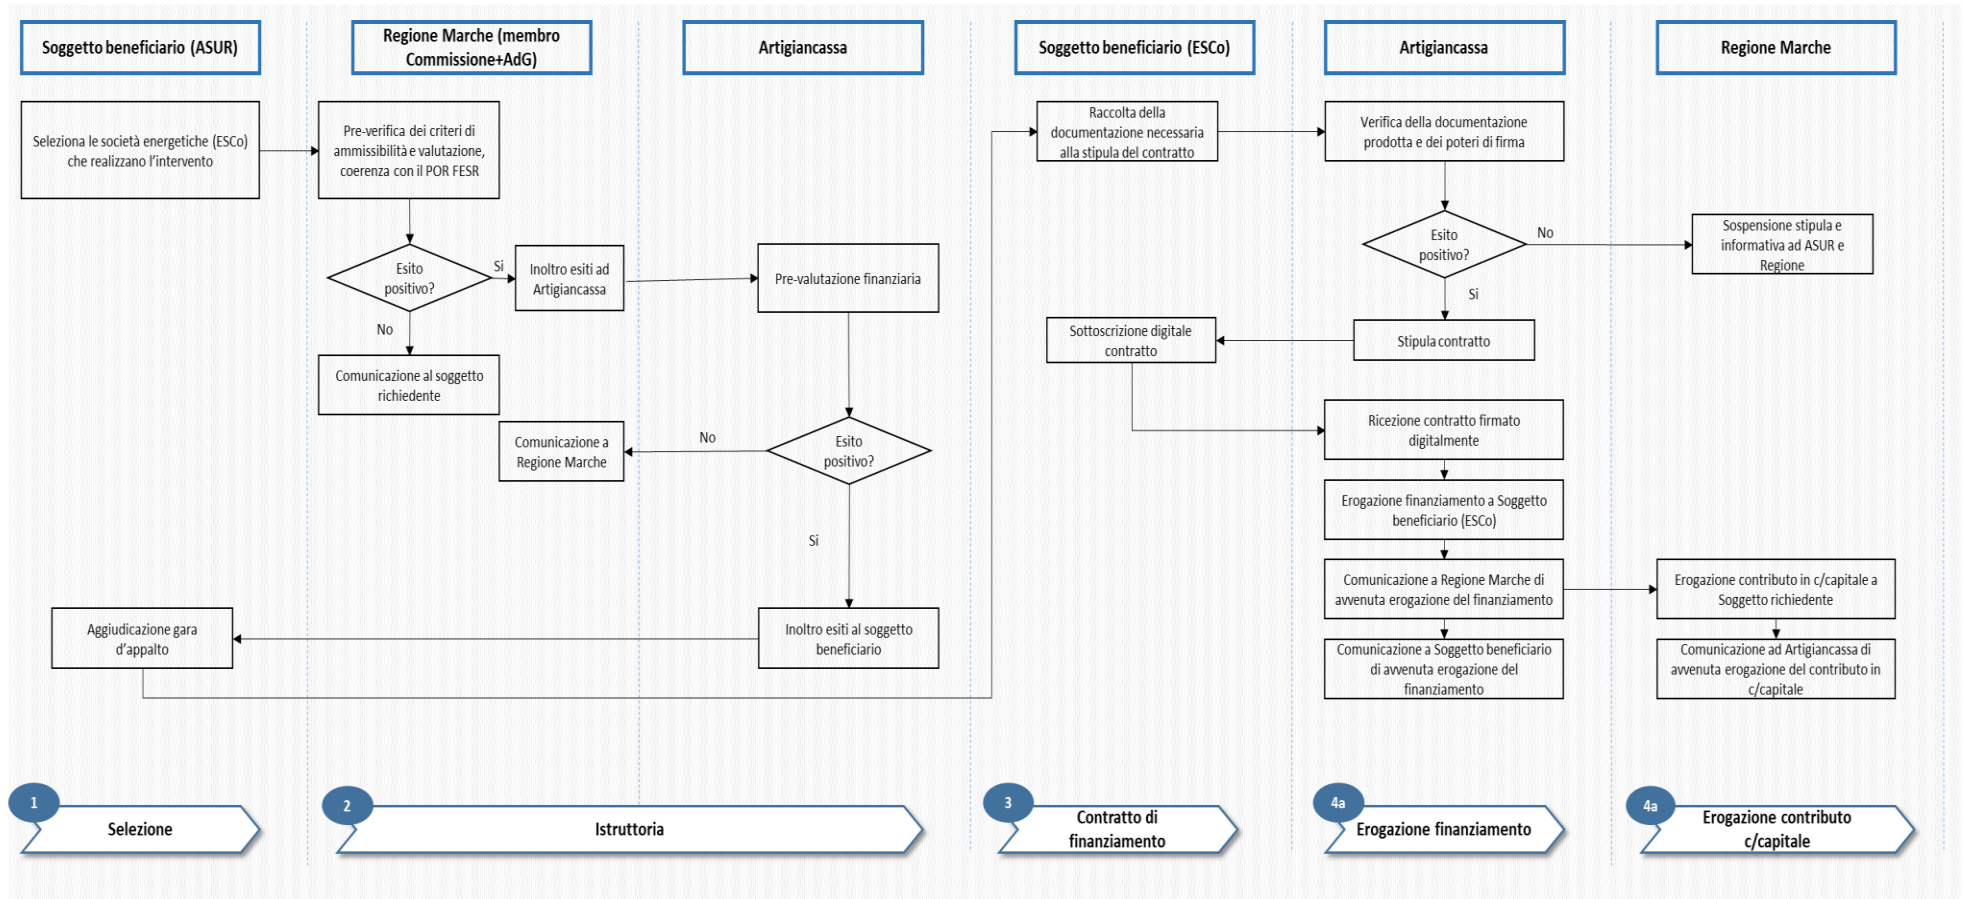 Soggetto beneficiario (ASUR)
Regione Marche (membro
Commissione+AdG)
Artigiancassa
Soggetto beneficiario (ESCo)
Artigiancassa
Regione Marche
Seleziona le società energetiche (ESCo)
che realizzano l'intervento
Pre-verifica dei criteri di
ammissibilità e valutazione,
coerenza con il POR FESR
Esito
positivo?
Si
No
Inoltro esiti ad
Artigiancassa
Comunicazione al soggetto
richiedente
Pre-valutazione finanziaria
Esito
positivo?
No
Comunicazione a
Regione Marche
Si
Inoltro esiti al soggetto
beneficiario
Aggiudicazione gara
d'appalto
Raccolta della
documentazione necessaria
alla stipula del contratto
Verifica della documentazione
prodotta e dei poteri di firma
Esito
positivo?
No
Sospensione stipula e
informativa ad ASUR e
Regione
Si
Stipula contratto
Sottoscrizione digitale
contratto
Ricezione contratto firmato
digitalmente
Erogazione finanziamento a Soggetto
beneficiario (ESCo)
Comunicazione a Regione Marche di
avvenuta erogazione del finanziamento
Comunicazione a Soggetto beneficiario
di avvenuta erogazione del
finanziamento
Erogazione contributo in c/capitale a
Soggetto richiedente
Comunicazione ad Artigiancassa di
avvenuta erogazione del contributo in
c/capitale
1
Selezione
2
Istruttoria
3
Contratto di
finanziamento
4a
Erogazione finanziamento
4a
Erogazione contributo
c/capitale